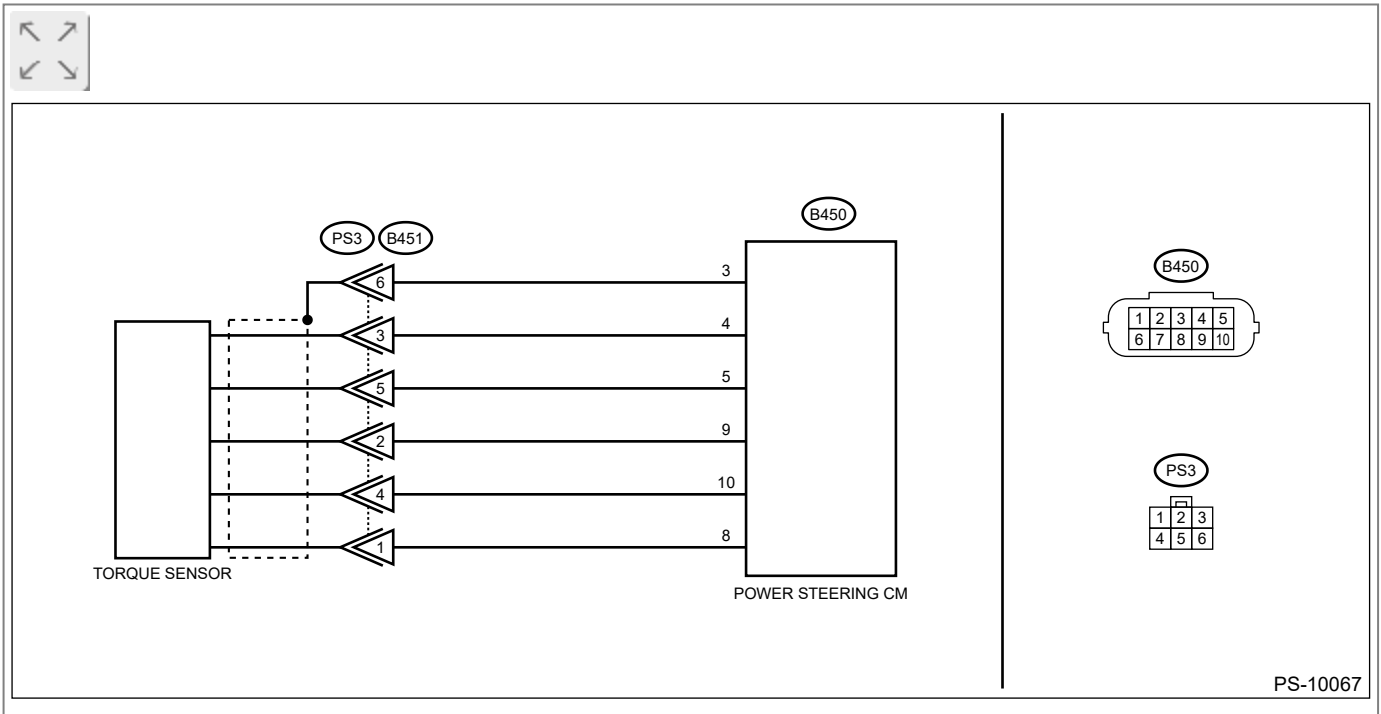 B450
PS3 B451
6 3
3 4
5 5
2 9
4 10
1 8
TORQUE SENSOR
POWER STEERING CM
B450
1 2 3 4 5
6 7 8 9 10
PS3
1 2 3
4 5 6
PS-10067